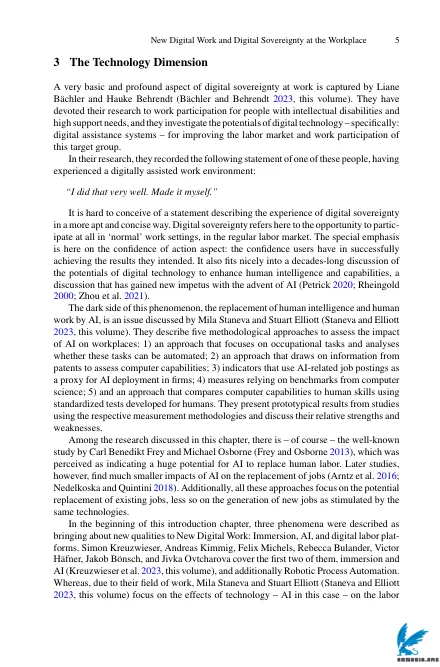 New Digital Work and Digital Sovereignty at the Workplace 5
3 The Technology Dimension
A very basic and profound aspect of digital sovereignty at work is captured by Liane
Bächler and Hauke Behrendt (Bächler and Behrendt 2023, this volume). They have
devoted their research to work participation for people with intellectual disabilities and
high support needs, and they investigate the potentials of digital technology – specifically:
digital assistance systems – for improving the labor market and work participation of
this target group.
In their research, they recorded the following statement of one of these people, having
experienced a digitally assisted work environment:
“I did that very well. Made it myself.”
It is hard to conceive of a statement describing the experience of digital sovereignty
in a more apt and concise way. Digital sovereignty refers here to the opportunity to partic-
ipate at all in ‘normal’ work settings, in the regular labor market. The special emphasis
is here on the confidence of action aspect: the confidence users have in successfully
achieving the results they intended. It also fits nicely into a decades-long discussion of
the potentials of digital technology to enhance human intelligence and capabilities, a
discussion that has gained new impetus with the advent of AI (Petrick 2020; Rheingold
2000; Zhou et al. 2021).
The dark side of this phenomenon, the replacement of human intelligence and human
work by AI, is an issue discussed by Mila Staneva and Stuart Elliott (Staneva and Elliott
2023, this volume). They describe five methodological approaches to assess the impact
of AI on workplaces: 1) an approach that focuses on occupational tasks and analyses
whether these tasks can be automated; 2) an approach that draws on information from
patents to assess computer capabilities; 3) indicators that use AI-related job postings as
a proxy for AI deployment in firms; 4) measures relying on benchmarks from computer
science; 5) and an approach that compares computer capabilities to human skills using
standardized tests developed for humans. They present prototypical results from studies
using the respective measurement methodologies and discuss their relative strengths and
weaknesses.
Among the research discussed in this chapter, there is – of course – the well-known
study by Carl Benedikt Frey and Michael Osborne (Frey and Osborne 2013), which was
perceived as indicating a huge potential for AI to replace human labor. Later studies,
however, find much smaller impacts of AI on the replacement of jobs (Arntz et al. 2016;
Nedelkoska and Quintini 2018). Additionally, all these approaches focus on the potential
replacement of existing jobs, less so on the generation of new jobs as stimulated by the
same technologies.
In the beginning of this introduction chapter, three phenomena were described as
bringing about new qualities to New Digital Work: Immersion, AI, and digital labor plat-
forms. Simon Kreuzwieser, Andreas Kimmig, Felix Michels, Rebecca Bulander, Victor
Häfner, Jakob Bönsch, and Jivka Ovtcharova cover the first two of them, immersion and
AI (Kreuzwieser et al. 2023, this volume), and additionally Robotic Process Automation.
Whereas, due to their field of work, Mila Staneva and Stuart Elliott (Staneva and Elliott
2023, this volume) focus on the effects of technology – AI in this case – on the labor